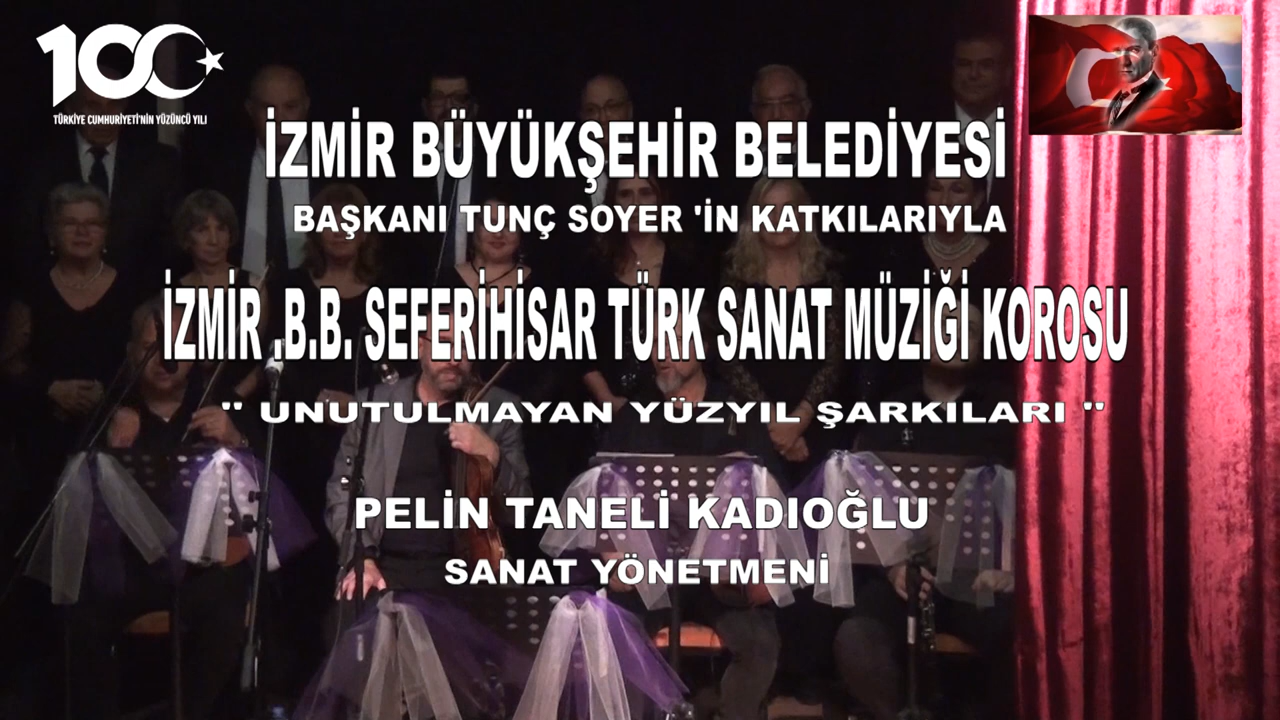 100
TÜRKİYE CUMHURİYETİ'NİN YÜZÜNCÜ YILI
İZMİR BÜYÜKŞEHİR BELEDİYESİ
BAŞKANI TUNÇ SOYER 'İN KATKILARIYLA
İZMİR .B.B. SEFERİHİSAR TÜRK SANAT MÜZİĞİ KOROSU
" UNUTULMAYAN YÜZYIL ŞARKILARI "
PELİN TANELİ KADIOĞLU
SANAT YÖNETMENİ